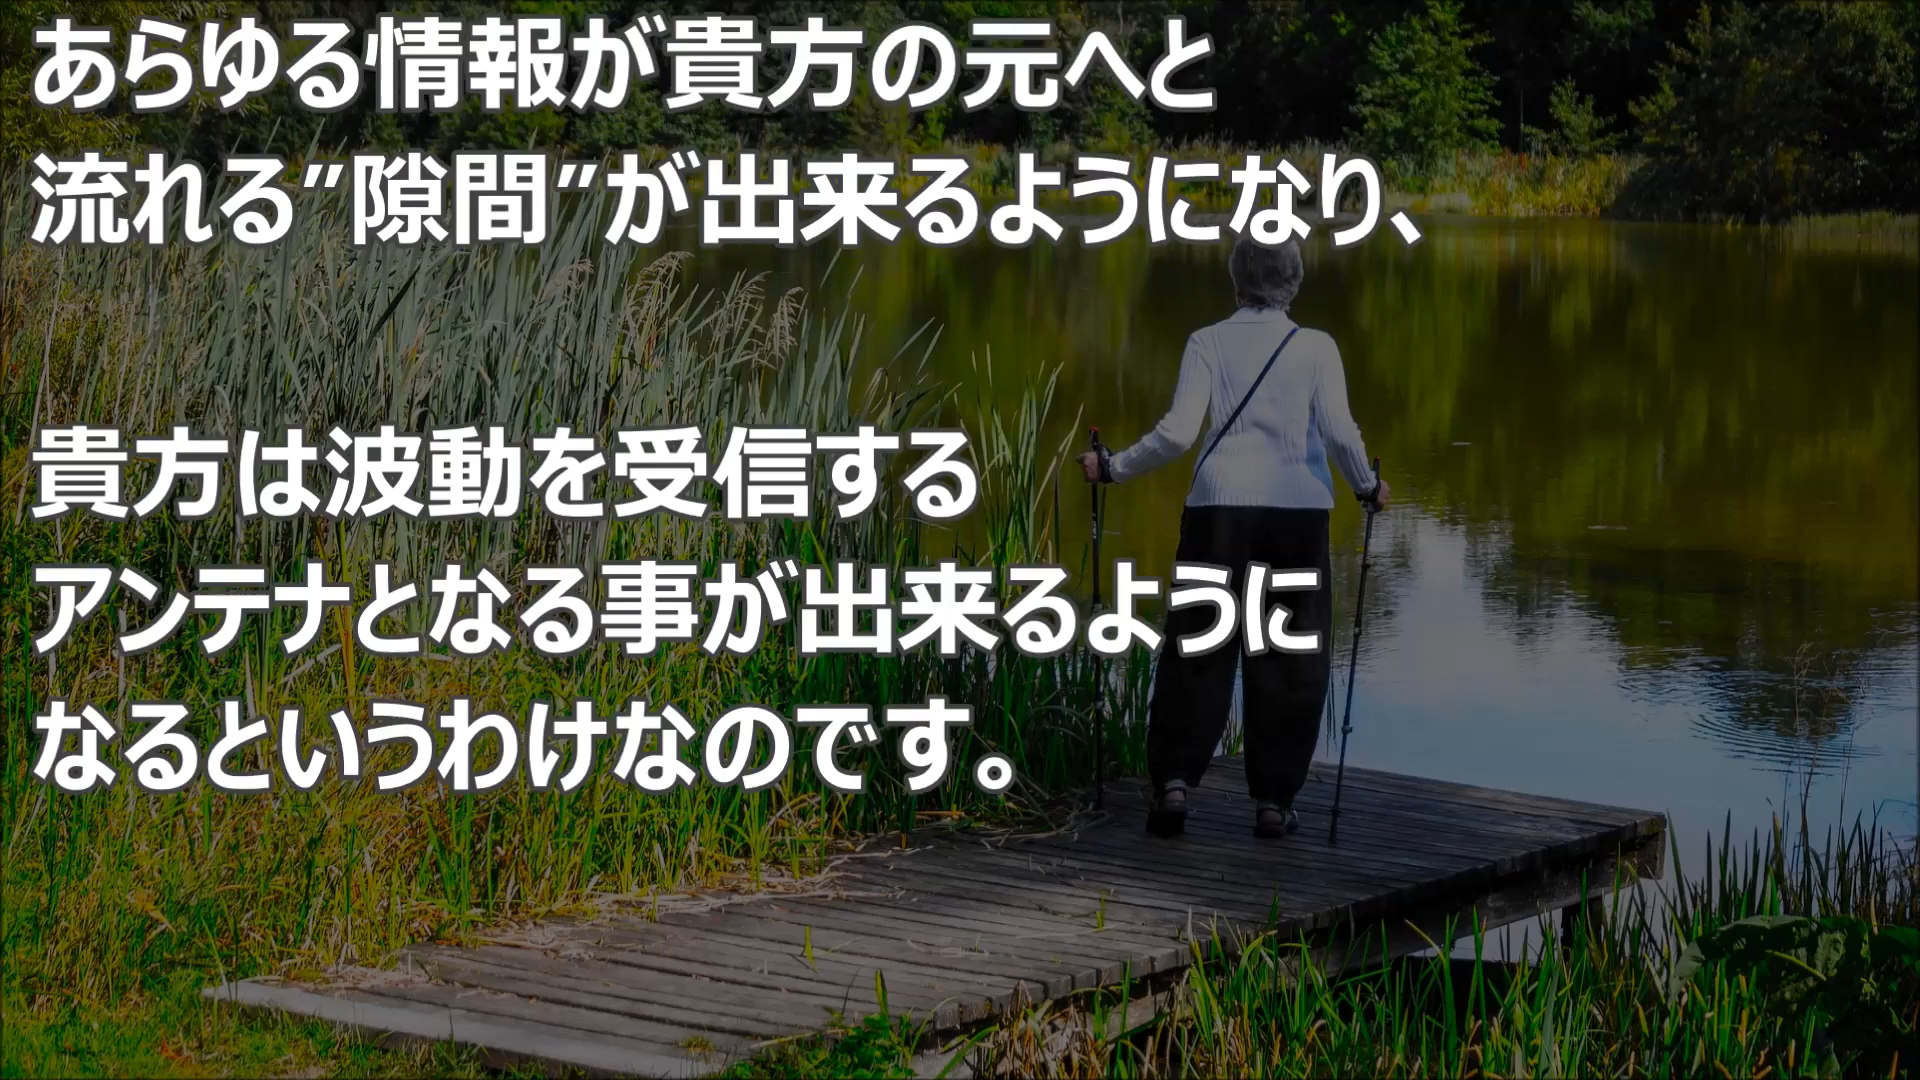 あらゆる情報が貴方の元へと
流れる”隙間”が出来るようになり、
貴方は波動を受信する
アンテナとなる事が出来るように
なるというわけなのです。